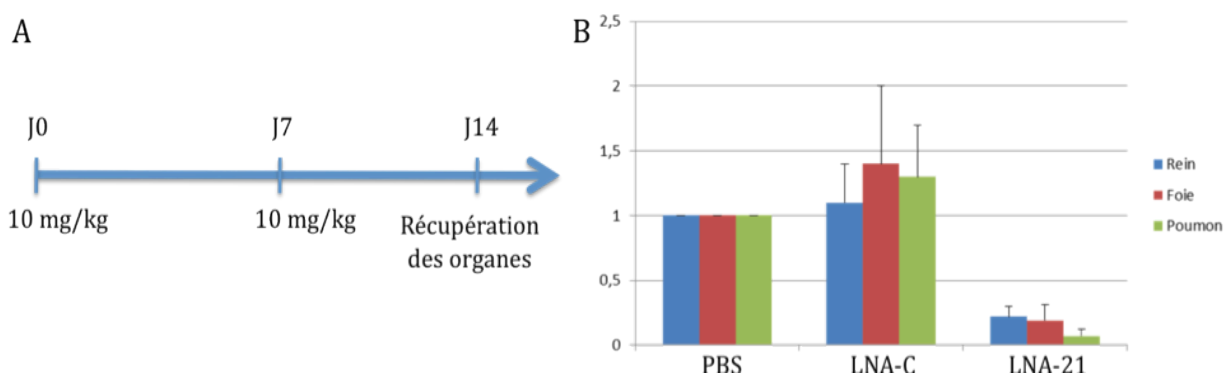 A
J0
J7
J14
10 mg/kg
10 mg/kg
Récupération
des organes
B
2,5
2
1,5
1
0,5
0
PBS
LNA-C
LNA-21
Rein
Foie
Poumon